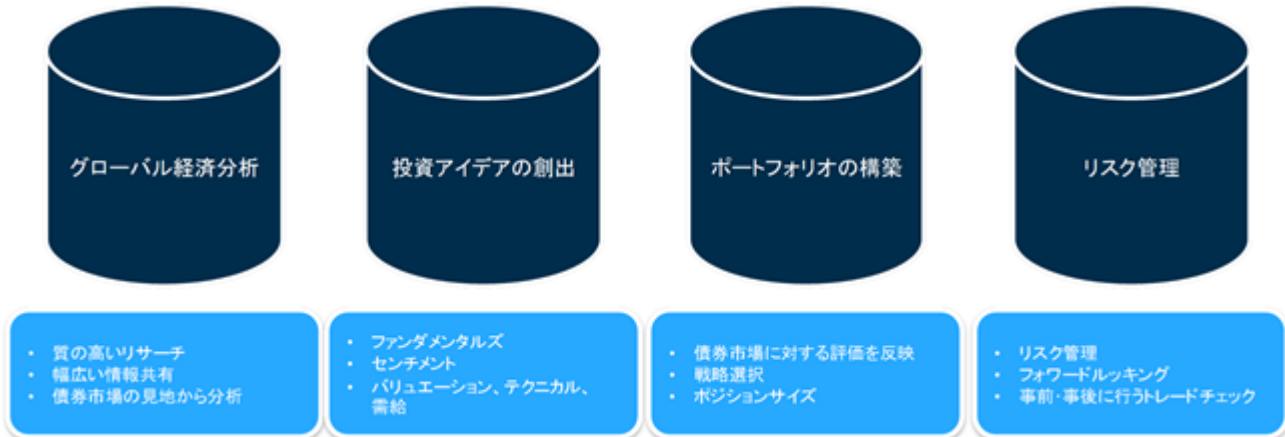 グローバル経済分析
投資アイデアの創出
ポートフォリオの構築
リスク管理
• 質の高いリサーチ
• 幅広い情報共有
• 債券市場の見地から分析
• ファンダメンタルズ
• センチメント
• バリュエーション、テクニカル、
需給
• 債券市場に対する評価を反映
• 戦略選択
• ポジションサイズ
• リスク管理
• フォワードルッキング
• 事前・事後に行うトレードチェック